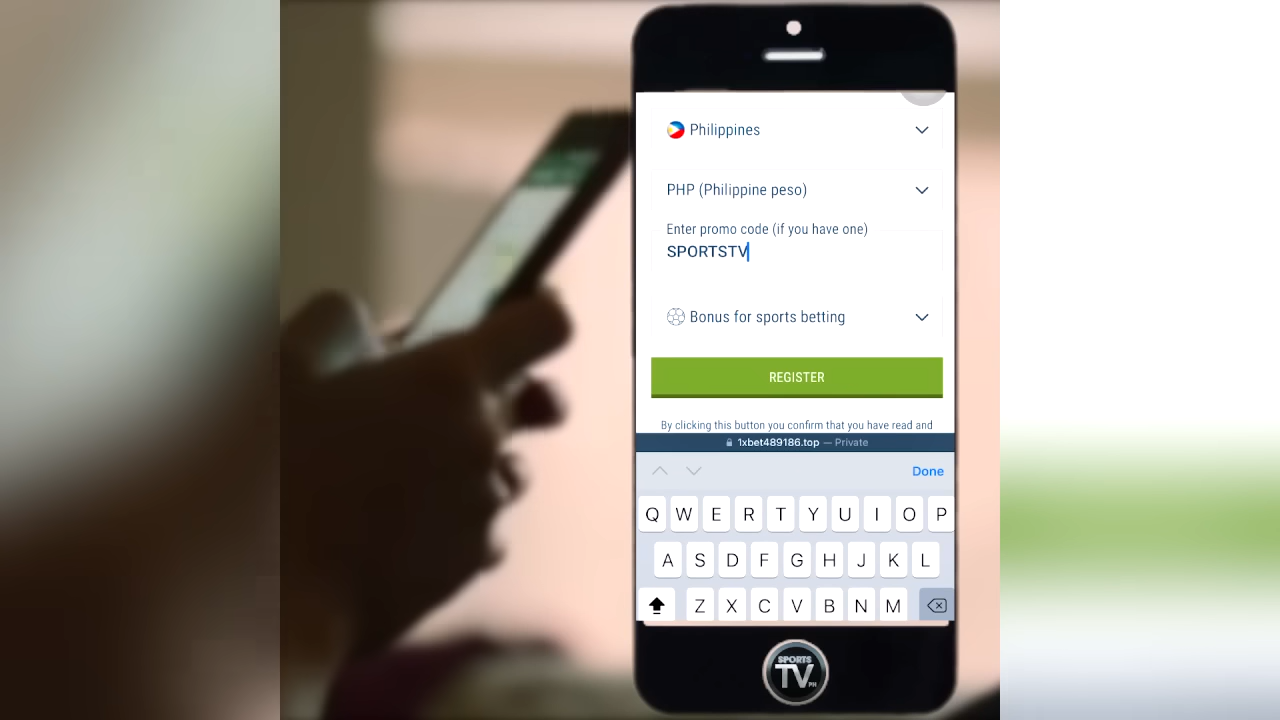 Philippines
PHP (Philippine peso)
Enter promo code (if you have one)
SPORTSTV
Bonus for sports betting
REGISTER
By clicking this button you confirm that you have read and
1xbet489186.top — Private
Done
Q W E R T Y U I O P
A S D F G H J K L
Z X C V B N M
SPORTS
TV PH